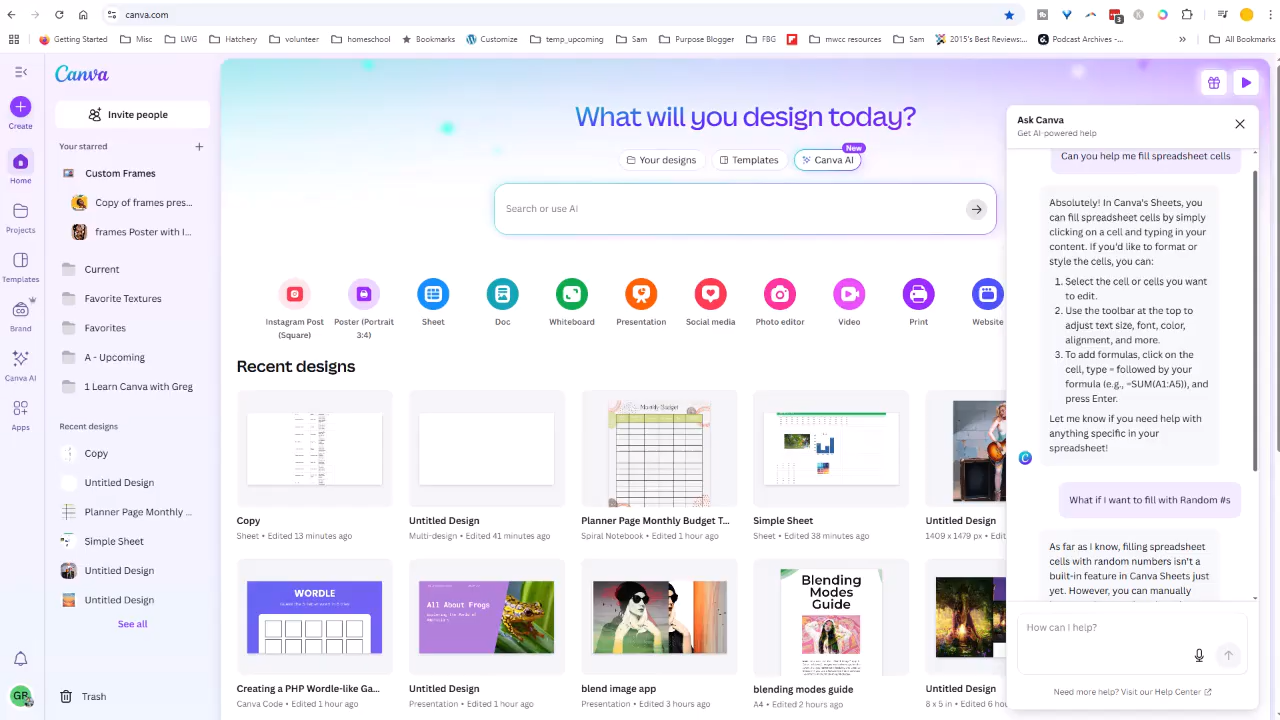 canva.com
3
Getting Started
Misc
LWG
Hatchery
volunteer
homeschool
Bookmarks
Customize
temp_upcoming
Sam
Purpose Blogger
FBG
mwcc resources
Sam
2015's Best Reviews:...
Podcast Archives -...
All Bookmarks
Canva
Create
Home
Projects
Templates
Brand
Canva AI
Apps
GR
Invite people
Your starred
Custom Frames
Copy of frames pres...
frames Poster with I...
Current
Favorite Textures
Favorites
A - Upcoming
1 Learn Canva with Greg
Recent designs
Copy
Untitled Design
Planner Page Monthly ...
Simple Sheet
Untitled Design
Untitled Design
See all
Trash
What will you design today?
Your designs
Templates
Canva AI
New
Search or use AI
Instagram Post
(Square)
Poster (Portrait
3:4)
Sheet
Doc
Whiteboard
Presentation
Social media
Photo editor
Video
Print
Website
Recent designs
Monthly Budget
Copy
Sheet • Edited 13 minutes ago
Untitled Design
Multi-design • Edited 41 minutes ago
Planner Page Monthly Budget T...
Spiral Notebook • Edited 1 hour ago
Simple Sheet
Sheet • Edited 38 minutes ago
Untitled Design
1409 x 1479 px • Edited 2
WORDLE
All About Frogs
Blending
Modes
Guide
Creating a PHP Wordle-like Ga...
Canva Code • Edited 1 hour ago
Untitled Design
Presentation • Edited 1 hour ago
blend image app
Presentation • Edited 3 hours ago
blending modes guide
A4 • Edited 2 hours ago
Untitled Design
8 x 5 in • Edited 6 hou
Ask Canva
Get AI-powered help
Can you help me fill spreadsheet cells
Absolutely! In Canva's Sheets, you
can fill spreadsheet cells by simply
clicking on a cell and typing in your
content. If you'd like to format or
style the cells, you can:
1. Select the cell or cells you want
to edit.
2. Use the toolbar at the top to
adjust text size, font, color,
alignment, and more.
3. To add formulas, click on the
cell, type = followed by your
formula (e.g., =SUM(A1:A5)), and
press Enter.
Let me know if you need help with
anything specific in your
spreadsheet!
What if I want to fill with Random #s
As far as I know, filling spreadsheet
cells with random numbers isn't a
built-in feature in Canva Sheets just
yet. However, you can manually
How can I help?
Need more help? Visit our Help Center